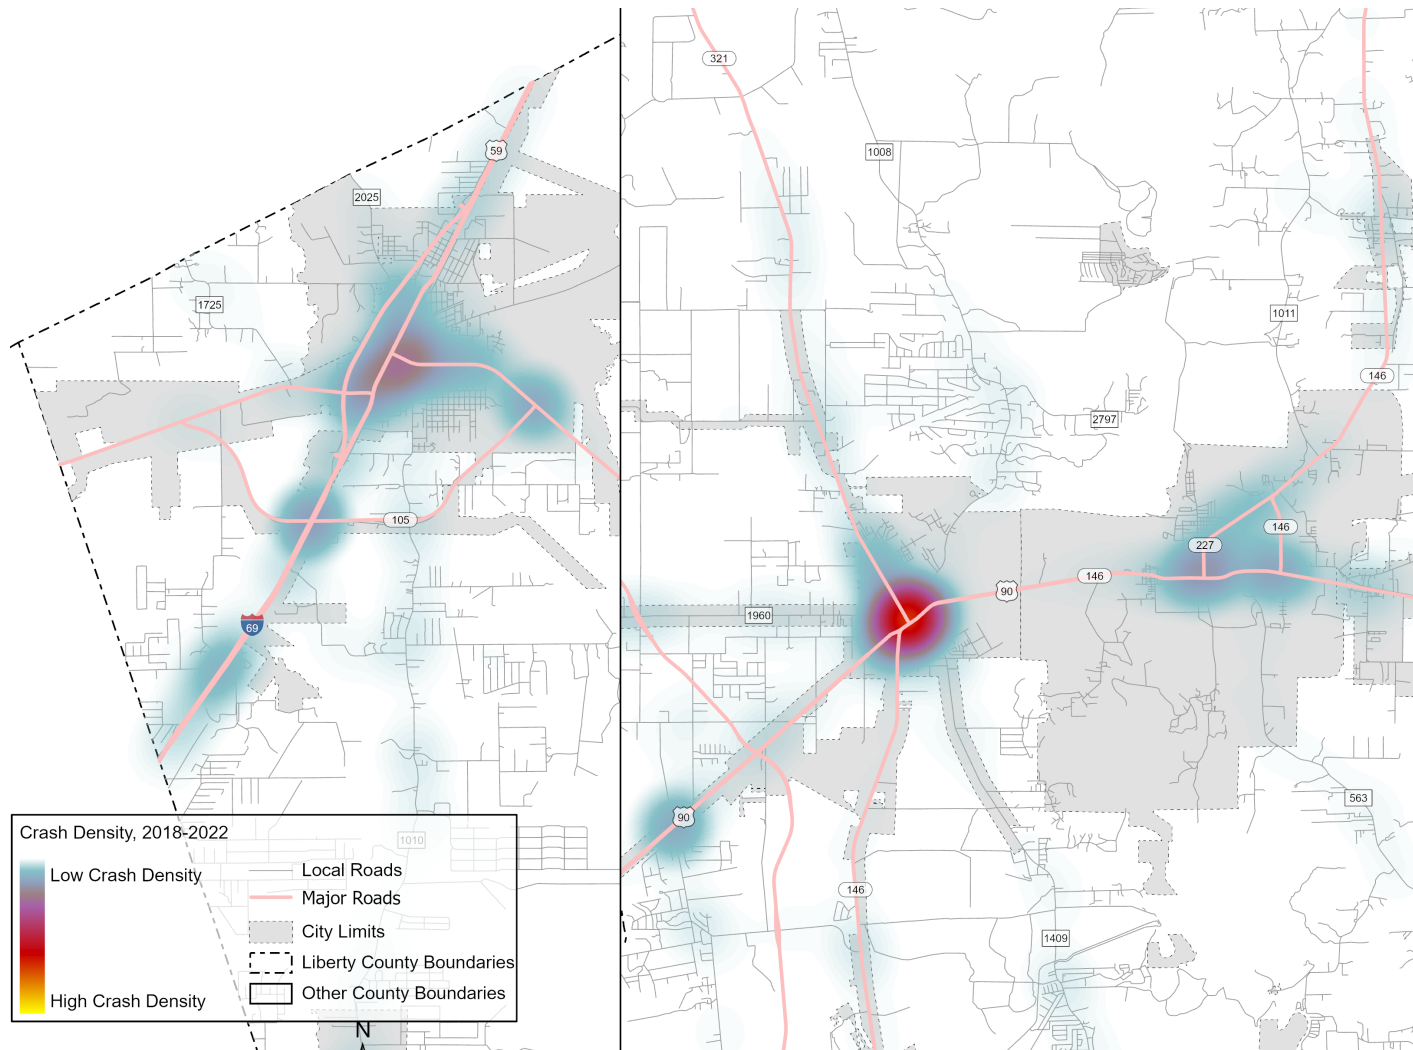 321
59
1008
2025
1725
1011
146
2797
105
146
227
146
90
1960
69
90
563
1010
146
1409
Crash Density, 2018-2022
Low Crash Density
High Crash Density
Local Roads
Major Roads
City Limits
Liberty County Boundaries
Other County Boundaries
N